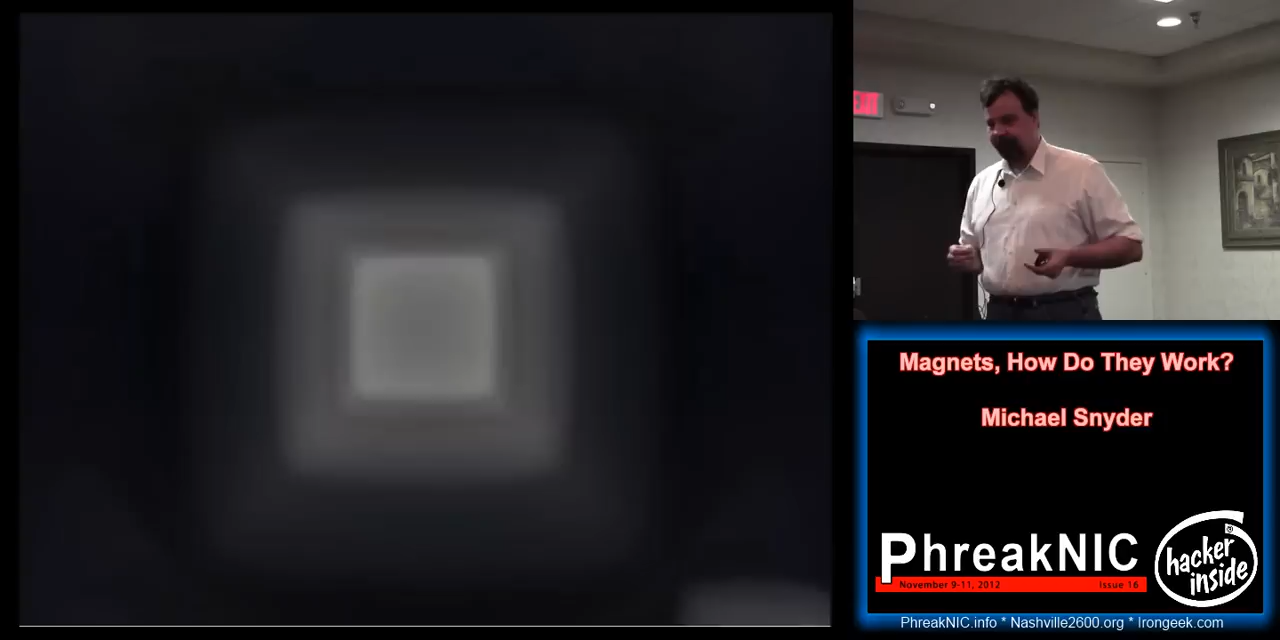 EXIT
Magnets, How Do They Work?
Michael Snyder
PhreakNIC
November 9-11, 2012
Issue 16
hacker
inside
PhreakNIC.info * Nashville2600.org * Irongeek.com